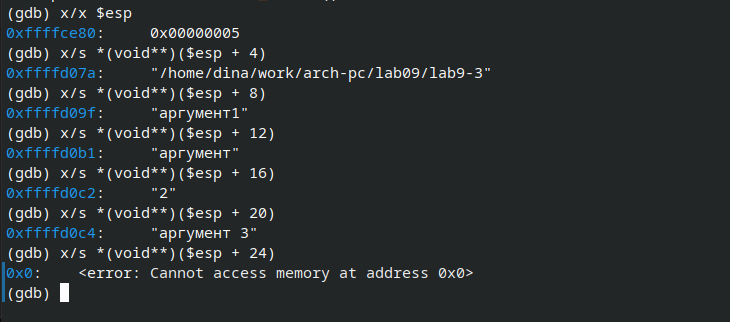 (gdb) x/x $esp
0xffffce80:     0x00000005
(gdb) x/s *(void**)($esp + 4)
0xffffd07a:     "/home/dina/work/arch-pc/lab09/lab9-3"
(gdb) x/s *(void**)($esp + 8)
0xffffd09f:     "аргумент1"
(gdb) x/s *(void**)($esp + 12)
0xffffd0b1:     "аргумент"
(gdb) x/s *(void**)($esp + 16)
0xffffd0c2:     "2"
(gdb) x/s *(void**)($esp + 20)
0xffffd0c4:     "аргумент 3"
(gdb) x/s *(void**)($esp + 24)
0x0:    <error: Cannot access memory at address 0x0>
(gdb)